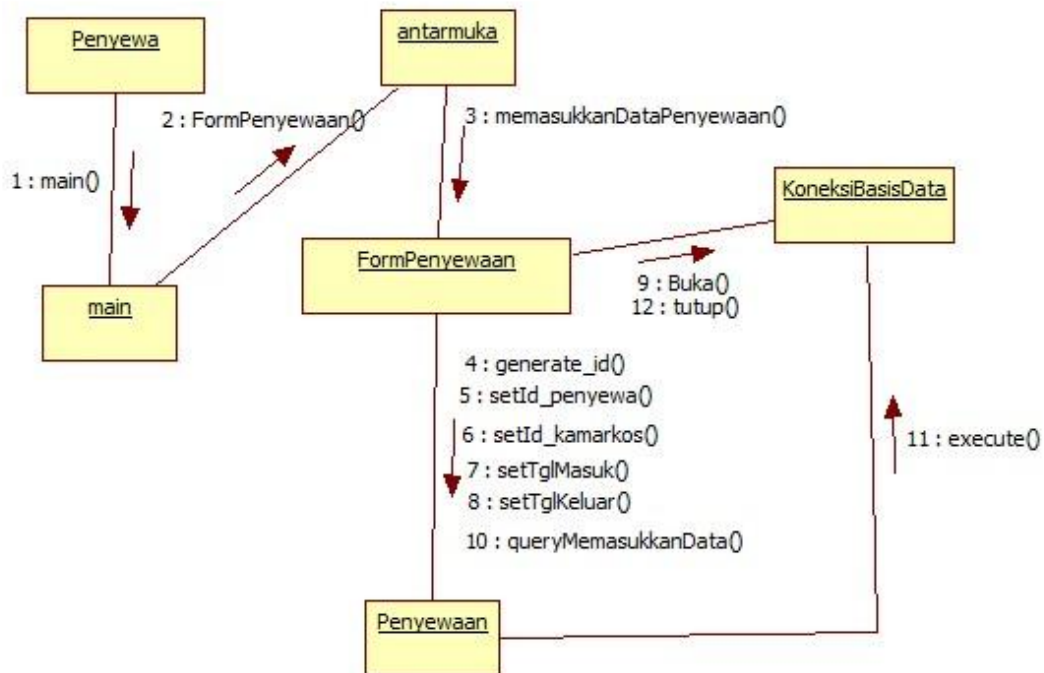 Penyewa
antarmuka
2 : FormPenyewaan()
3 : memasukkanDataPenyewaan()
1 : main()
KoneksiBasisData
FormPenyewaan
main
9 : Buka()
12 : tutup()
4 : generate_id()
5 : setId_penyewa()
6 : setId_kamarkos()
11 : execute()
7 : setTglMasuk()
8 : setTglKeluar()
10 : queryMemasukkanData()
Penyewaan